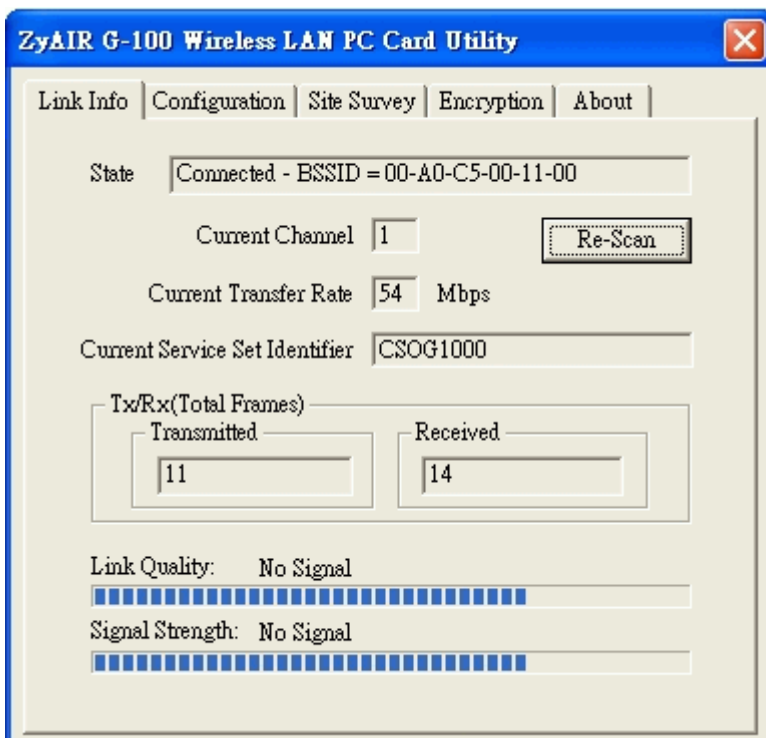 ZyAIR G-100 Wireless LAN PC Card Utility
Link Info Configuration Site Survey Encryption About
State Connected - BSSID = 00-A0-C5-00-11-00
Current Channel 1 Re-Scan
Current Transfer Rate 54 Mbps
Current Service Set Identifier CSOG1000
Tx/Rx(Total Frames)
Transmitted Received
11 14
Link Quality: No Signal
Signal Strength: No Signal